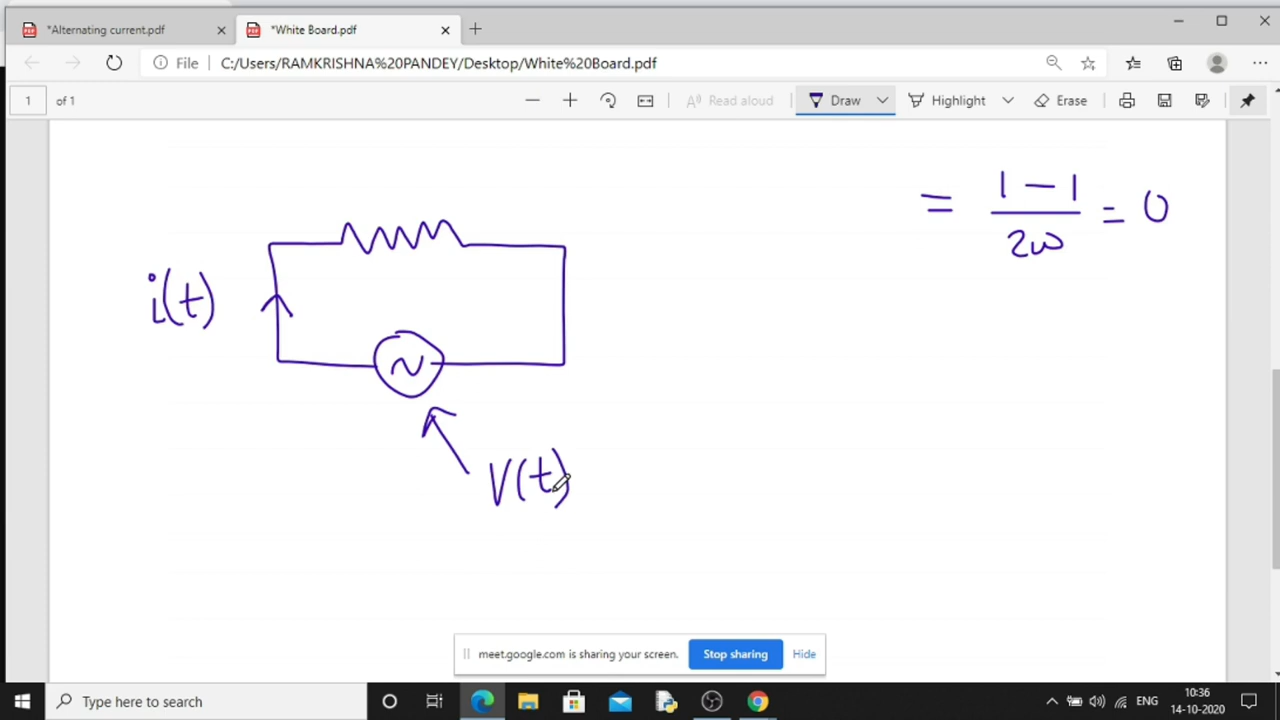 *Alternating current.pdf
*White Board.pdf
File C:/Users/RAMKRISHNA%20PANDEY/Desktop/White%20Board.pdf
1 of 1
Read aloud
Draw
Highlight
Erase
= (1 - 1)/2ω = 0
i(t)
V(t)
meet.google.com is sharing your screen. Stop sharing Hide
Type here to search
ENG
10:36
14-10-2020